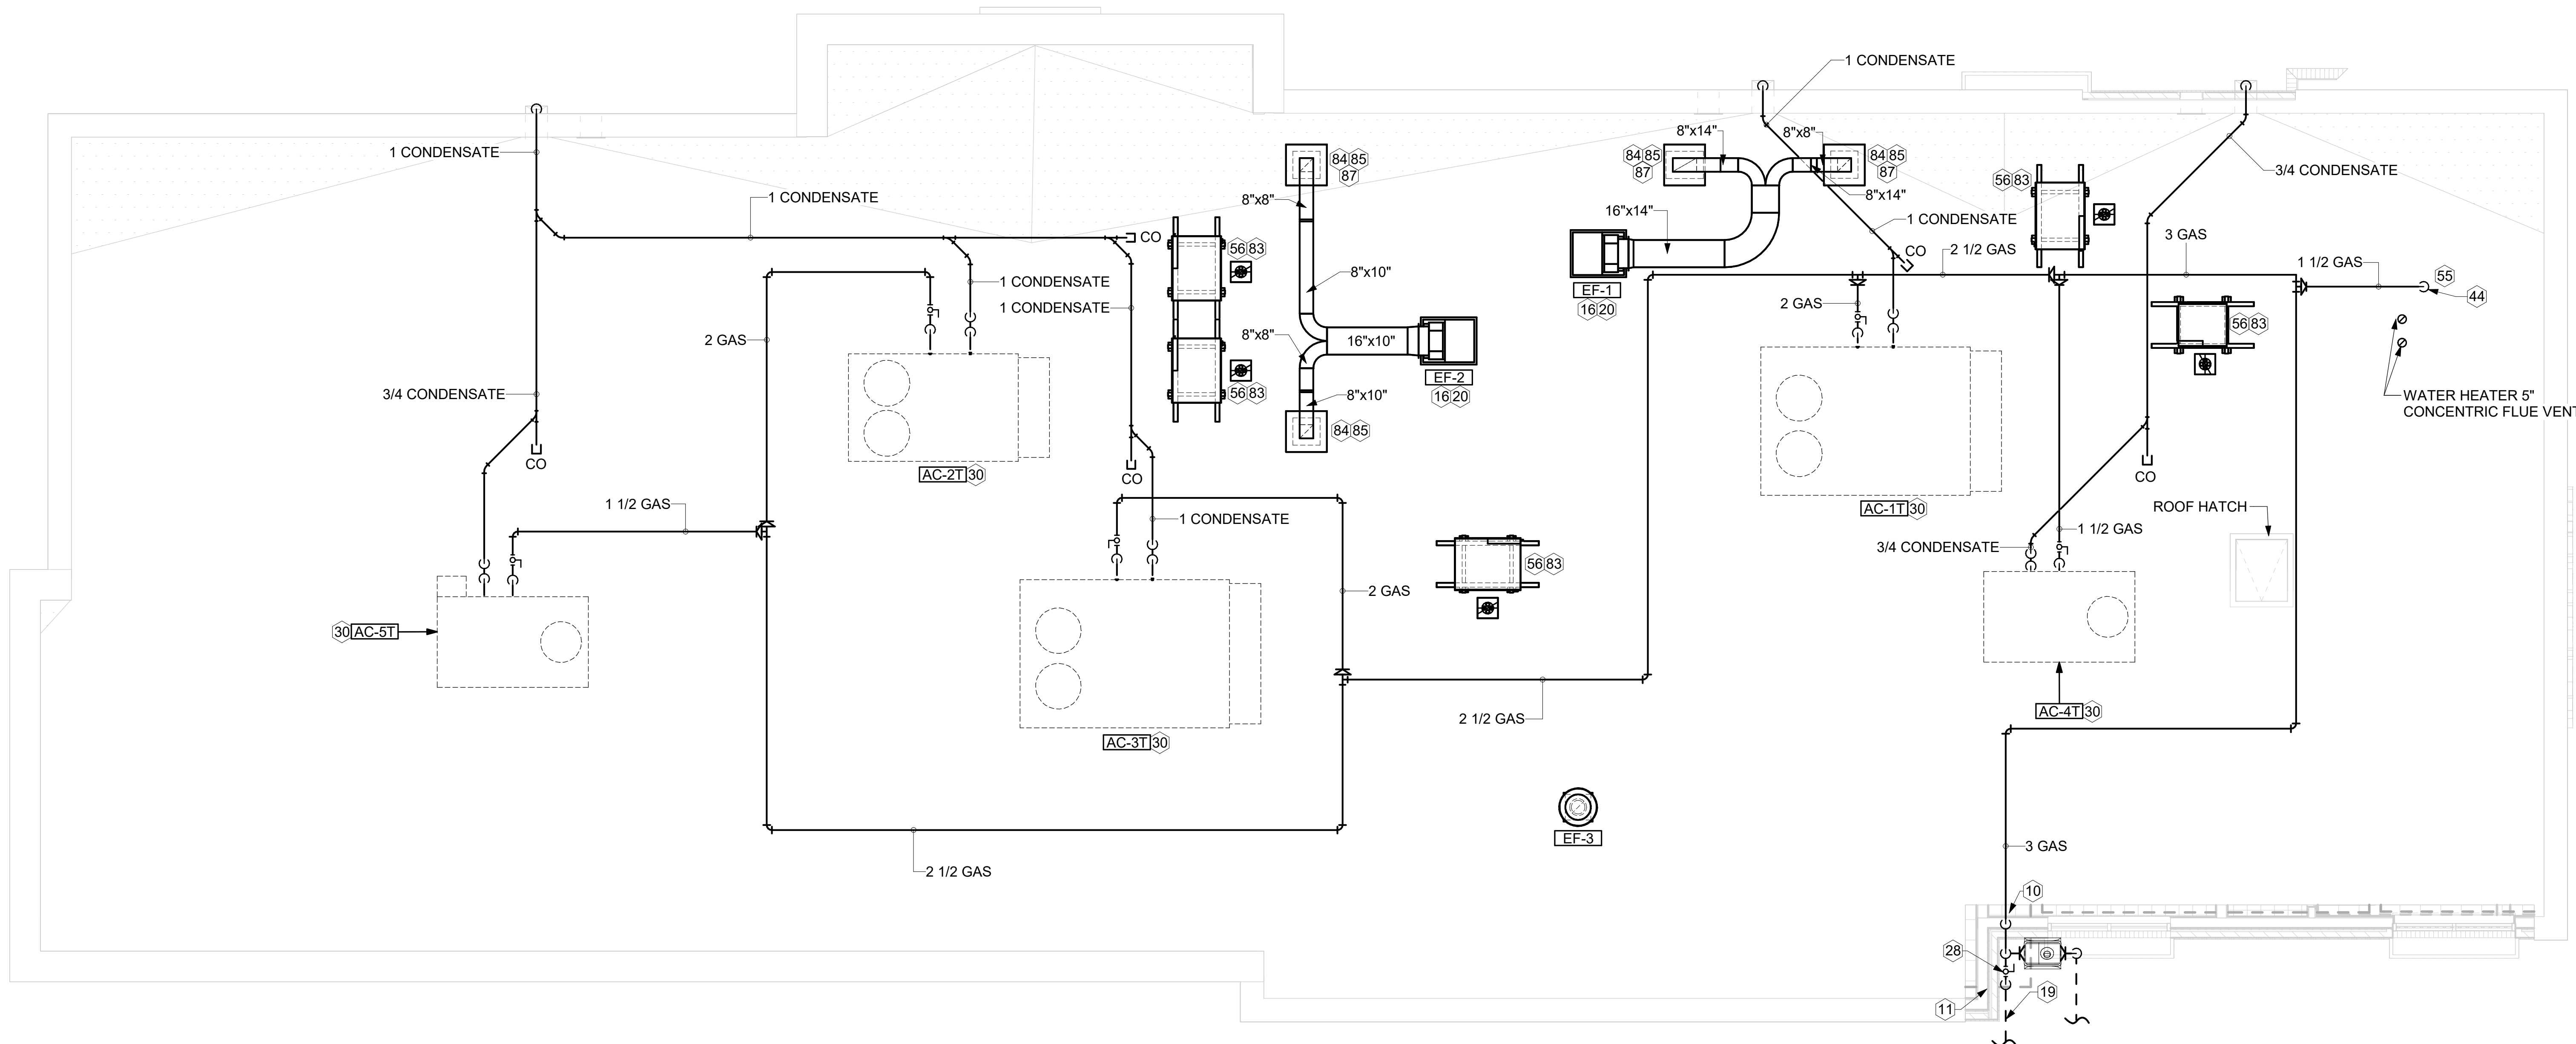 1 CONDENSATE
8"x14"
8"x8"
1 CONDENSATE
84 85
87
84 85
87
84 85
87
3/4 CONDENSATE
56 83
1 CONDENSATE
8"x8"
8"x14"
16"x14"
1 CONDENSATE
3 GAS
CO
56 83
CO
2 1/2 GAS
1 1/2 GAS
55
8"x10"
1 CONDENSATE
EF-1
16 20
2 GAS
44
1 CONDENSATE
56 83
2 GAS
8"x8"
16"x10"
EF-2
16 20
56 83
3/4 CONDENSATE
8"x10"
WATER HEATER 5"
CONCENTRIC FLUE VENT
84 85
CO
AC-2T 30
CO
CO
1 1/2 GAS
AC-1T 30
ROOF HATCH
1 CONDENSATE
1 1/2 GAS
3/4 CONDENSATE
56 83
2 GAS
30 AC-5T
AC-4T 30
2 1/2 GAS
AC-3T 30
EF-3
3 GAS
2 1/2 GAS
10
28
19
11